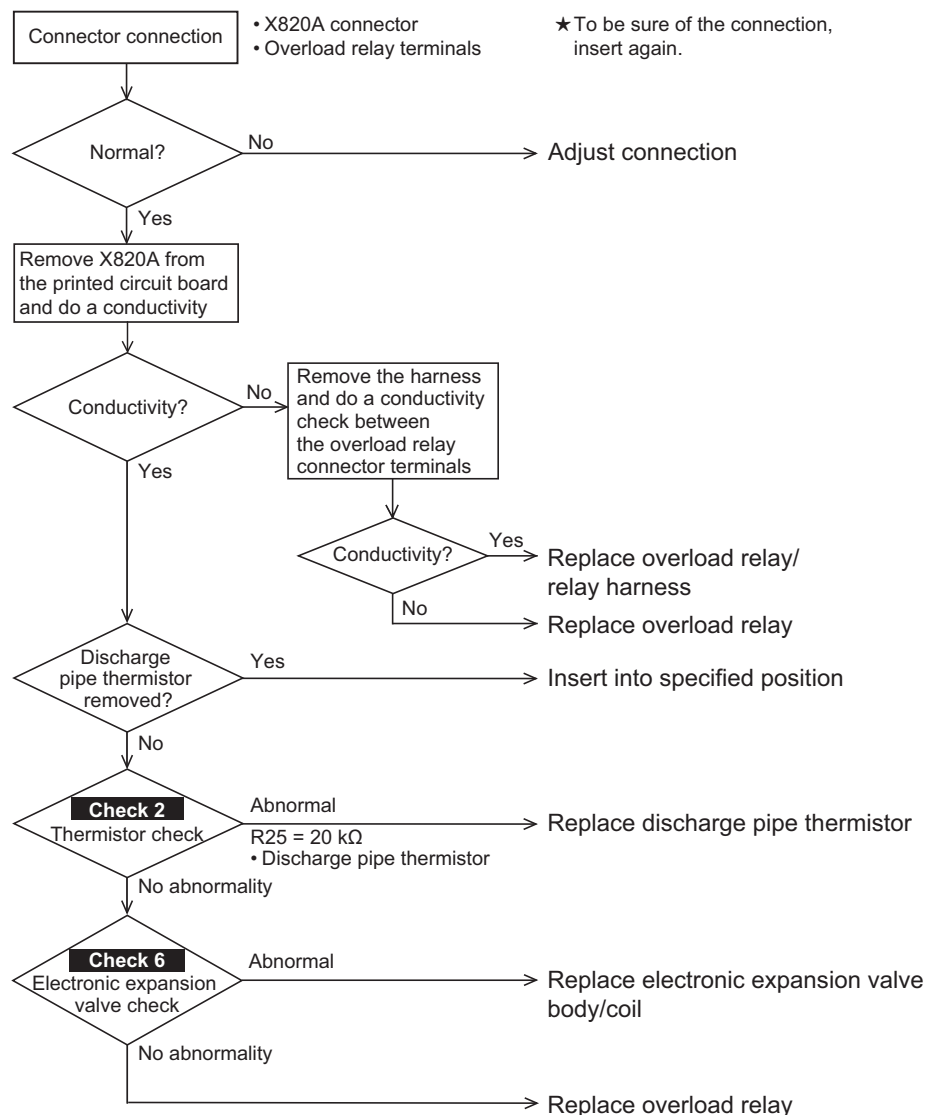 Connector connection
• X820A connector
• Overload relay terminals
★To be sure of the connection,
insert again.
Normal?
No
Adjust connection
Yes
Remove X820A from
the printed circuit board
and do a conductivity
Conductivity?
No
Remove the harness
and do a conductivity
check between
the overload relay
connector terminals
Yes
Conductivity?
Yes
Replace overload relay/
relay harness
No
Replace overload relay
Discharge
pipe thermistor
removed?
Yes
Insert into specified position
No
Check 2
Thermistor check
Abnormal
R25 = 20 kΩ
• Discharge pipe thermistor
Replace discharge pipe thermistor
No abnormality
Check 6
Electronic expansion
valve check
Abnormal
Replace electronic expansion valve
body/coil
No abnormality
Replace overload relay